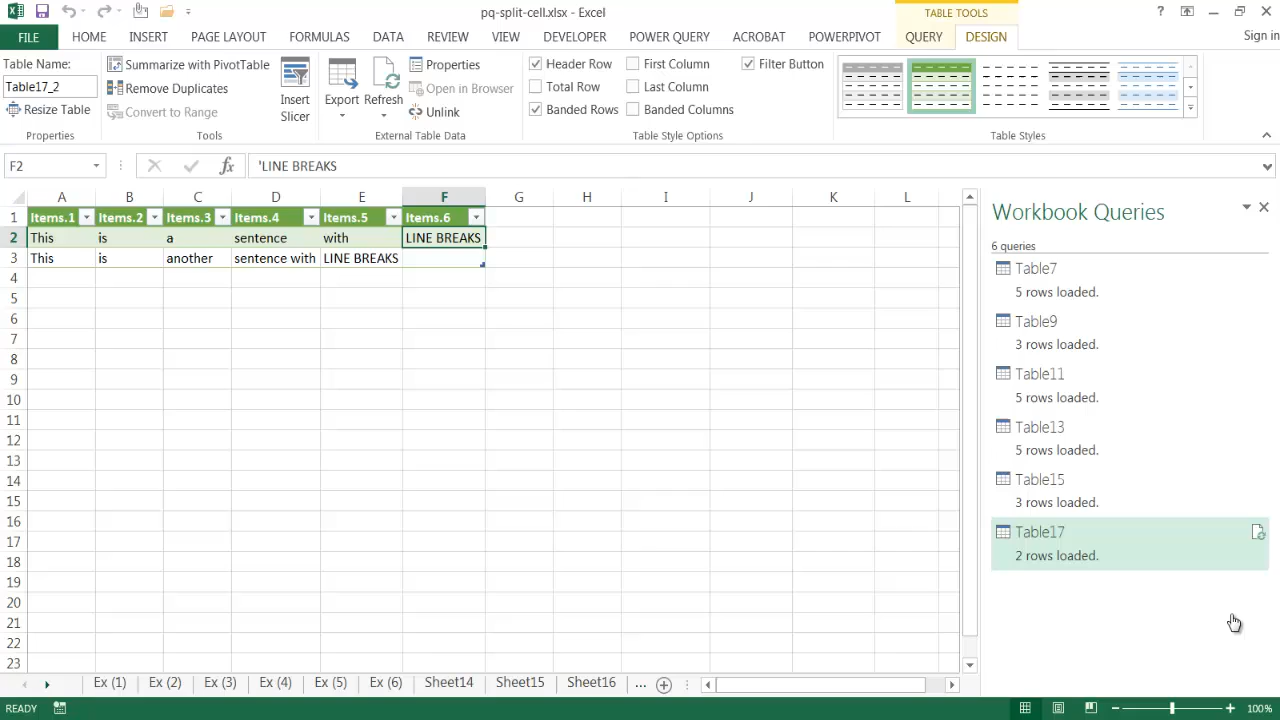 pq-split-cell.xlsx - Excel
TABLE TOOLS
?
FILE
HOME
INSERT
PAGE LAYOUT
FORMULAS
DATA
REVIEW
VIEW
DEVELOPER
POWER QUERY
ACROBAT
POWERPIVOT
QUERY
DESIGN
Sign in
Table Name:
Table17_2
Resize Table
Properties
Summarize with PivotTable
Remove Duplicates
Convert to Range
Tools
Insert
Slicer
Export
Refresh
Properties
Open in Browser
Unlink
External Table Data
Header Row
Total Row
Banded Rows
First Column
Last Column
Banded Columns
Filter Button
Table Style Options
Table Styles
F2
fx
'LINE BREAKS
A B C D E F G H I J K L
1 Items.1 Items.2 Items.3 Items.4 Items.5 Items.6
2 This is a sentence with LINE BREAKS
3 This is another sentence with LINE BREAKS
4
5
6
7
8
9
10
11
12
13
14
15
16
17
18
19
20
21
22
23
Workbook Queries
6 queries
Table7
5 rows loaded.
Table9
3 rows loaded.
Table11
5 rows loaded.
Table13
5 rows loaded.
Table15
3 rows loaded.
Table17
2 rows loaded.
Ex (1) Ex (2) Ex (3) Ex (4) Ex (5) Ex (6) Sheet14 Sheet15 Sheet16 ...
READY
100%